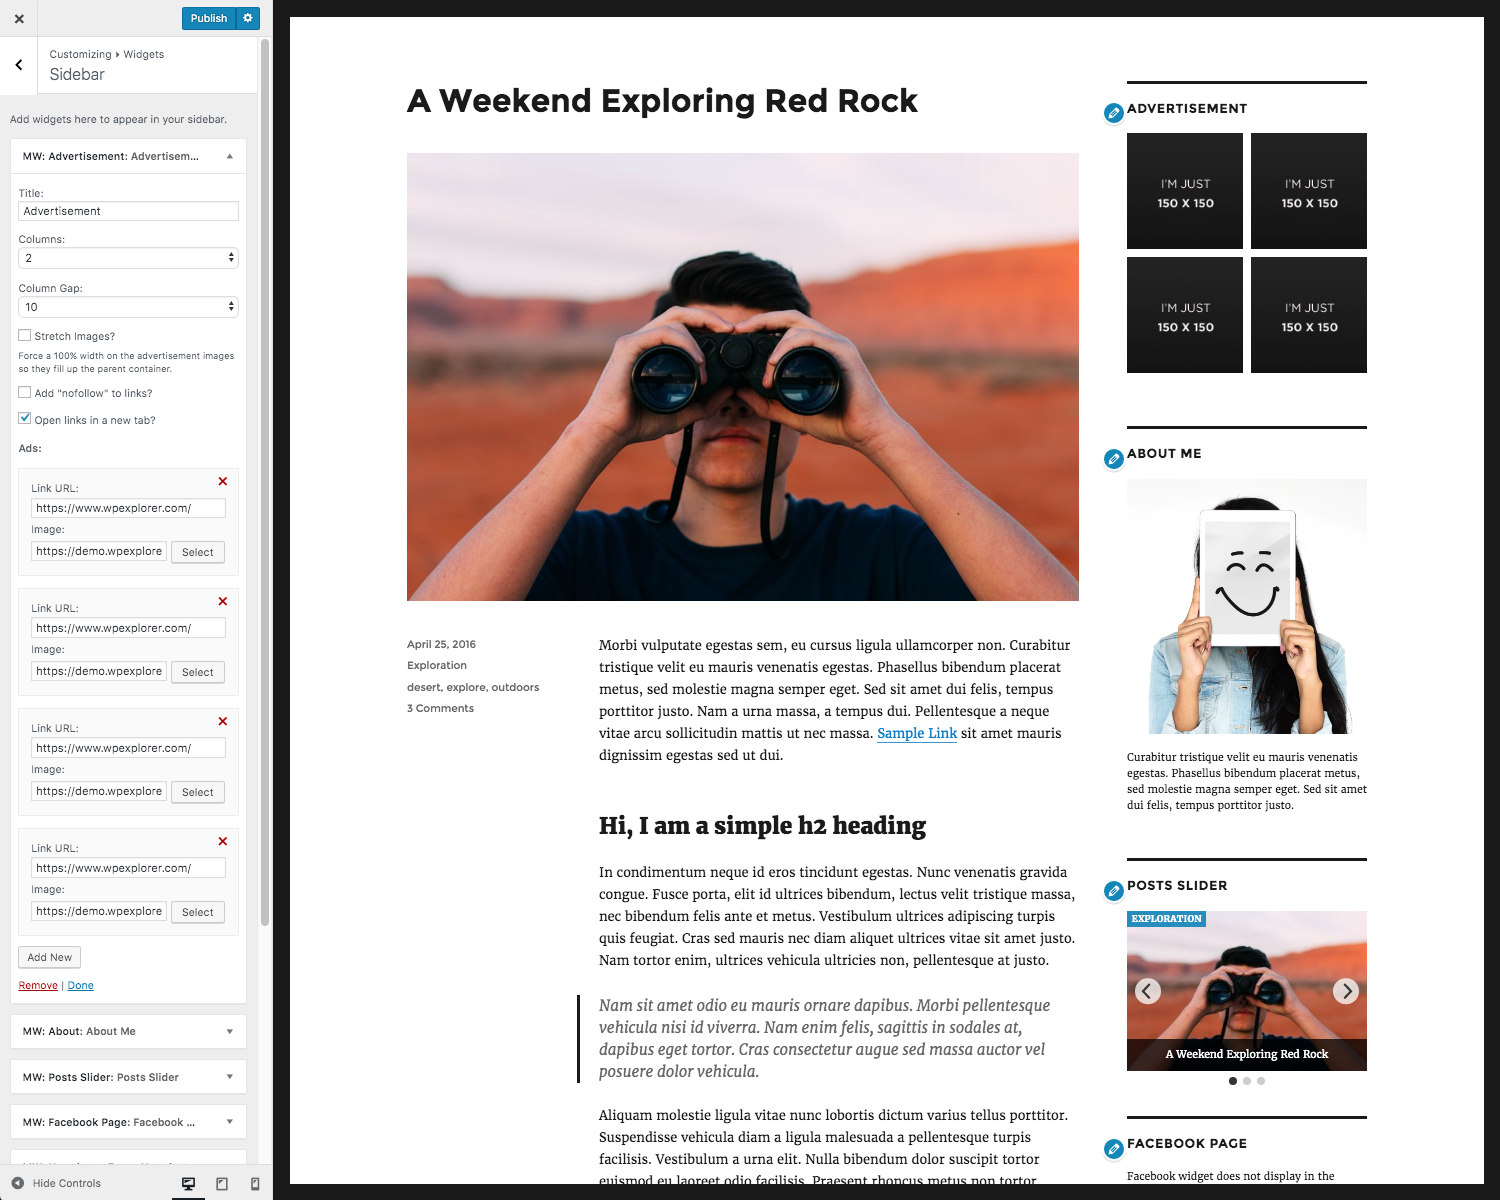 Publish
Customizing ▸ Widgets
Sidebar
Add widgets here to appear in your sidebar.
MW: Advertisement: Advertisem...
Title:
Advertisement
Columns:
2
Column Gap:
10
Stretch Images?
Force a 100% width on the advertisement images
so they fill up the parent container.
Add "nofollow" to links?
Open links in a new tab?
Ads:
Link URL:
https://www.wpexplorer.com/
Image:
https://demo.wpexplore
Select
Link URL:
https://www.wpexplorer.com/
Image:
https://demo.wpexplore
Select
Link URL:
https://www.wpexplorer.com/
Image:
https://demo.wpexplore
Select
Link URL:
https://www.wpexplorer.com/
Image:
https://demo.wpexplore
Select
Add New
Remove | Done
MW: About: About Me
MW: Posts Slider: Posts Slider
MW: Facebook Page: Facebook ...
Hide Controls
A Weekend Exploring Red Rock
April 25, 2016
Exploration
desert, explore, outdoors
3 Comments
Morbi vulputate egestas sem, eu cursus ligula ullamcorper non. Curabitur
tristique velit eu mauris venenatis egestas. Phasellus bibendum placerat
metus, sed molestie magna semper eget. Sed sit amet dui felis, tempus
porttitor justo. Nam a urna massa, a tempus dui. Pellentesque a neque
vitae arcu sollicitudin mattis ut nec massa. Sample Link sit amet mauris
dignissim egestas sed ut dui.
Hi, I am a simple h2 heading
In condimentum neque id eros tincidunt egestas. Nunc venenatis gravida
congue. Fusce porta, elit id ultrices bibendum, lectus velit tristique massa,
nec bibendum felis ante et metus. Vestibulum ultrices adipiscing turpis
quis feugiat. Cras sed mauris nec diam aliquet ultrices vitae sit amet justo.
Nam tortor enim, ultrices vehicula ultricies non, pellentesque at justo.
Nam sit amet odio eu mauris ornare dapibus. Morbi pellentesque
vehicula nisi id viverra. Nam enim felis, sagittis in sodales at,
dapibus eget tortor. Cras consectetur augue sed massa auctor vel
posuere dolor vehicula.
Aliquam molestie ligula vitae nunc lobortis dictum varius tellus porttitor.
Suspendisse vehicula diam a ligula malesuada a pellentesque turpis
facilisis. Vestibulum a urna elit. Nulla bibendum dolor suscipit tortor
euismod eu laoreet odio facilisis. Praesent rhoncus metus non tortor
ADVERTISEMENT
I'M JUST
150 X 150
I'M JUST
150 X 150
I'M JUST
150 X 150
I'M JUST
150 X 150
ABOUT ME
Curabitur tristique velit eu mauris venenatis
egestas. Phasellus bibendum placerat metus,
sed molestie magna semper eget. Sed sit amet
dui felis, tempus porttitor justo.
POSTS SLIDER
EXPLORATION
A Weekend Exploring Red Rock
FACEBOOK PAGE
Facebook widget does not display in the